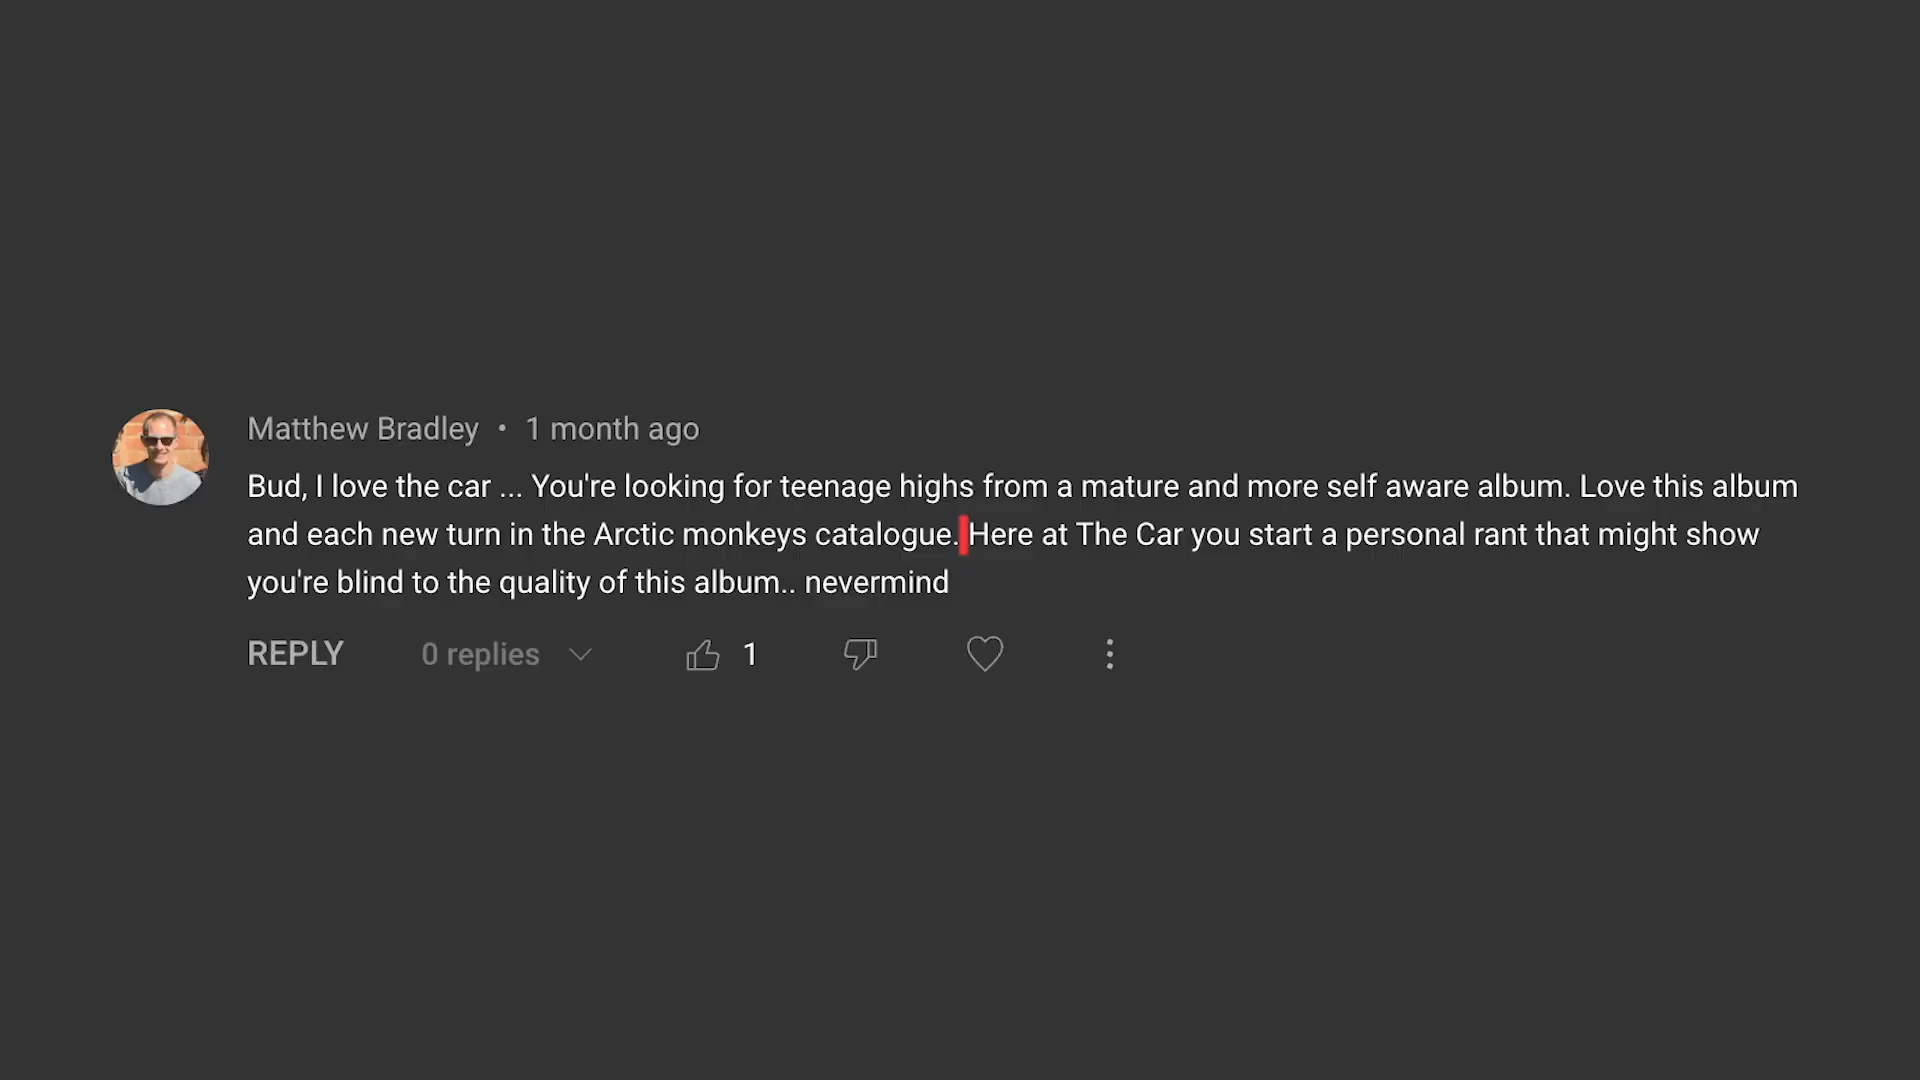 Matthew Bradley • 1 month ago
Bud, I love the car ... You're looking for teenage highs from a mature and more self aware album. Love this album
and each new turn in the Arctic monkeys catalogue. Here at The Car you start a personal rant that might show
you're blind to the quality of this album.. nevermind
REPLY 0 replies 1